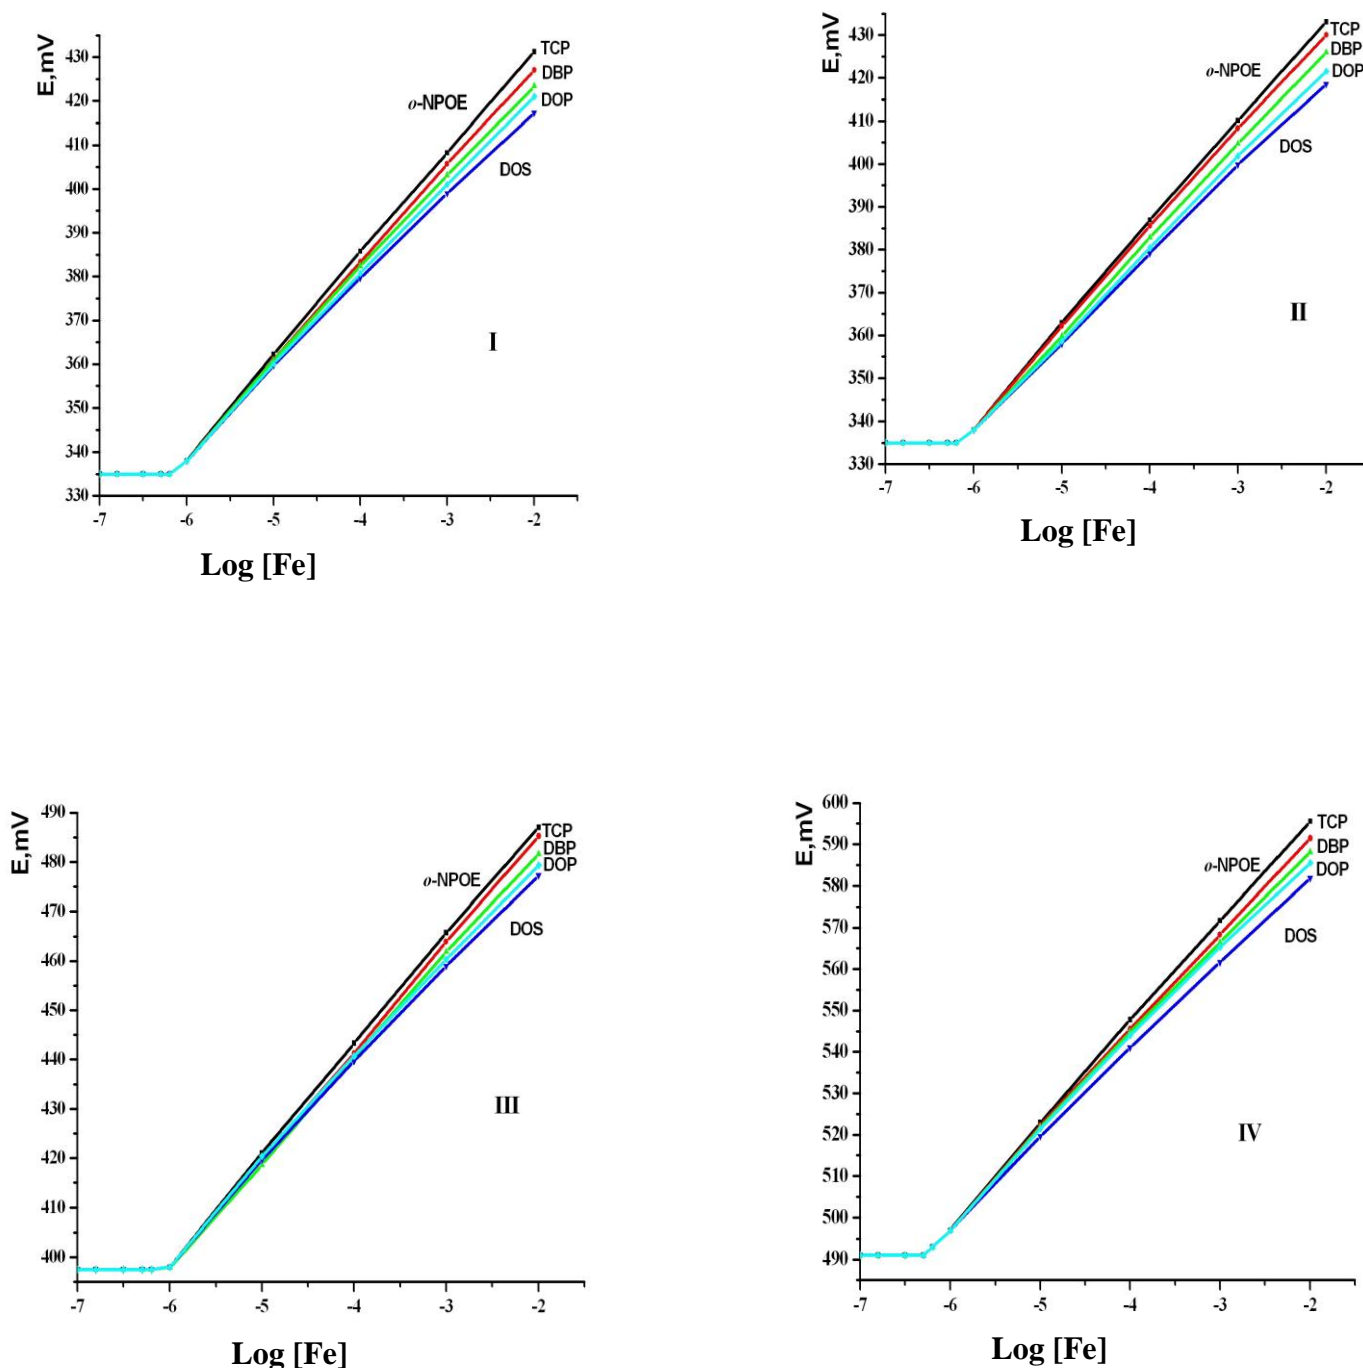 E,mV
430
420
410
400
390
380
370
360
350
340
330
-7 -6 -5 -4 -3 -2
TCP
DBP
DOP
o-NPOE
DOS
I
Log [Fe]
E,mV
430
420
410
400
390
380
370
360
350
340
330
-7 -6 -5 -4 -3 -2
TCP
DBP
DOP
o-NPOE
DOS
II
Log [Fe]
E,mV
490
480
470
460
450
440
430
420
410
400
-7 -6 -5 -4 -3 -2
TCP
DBP
DOP
o-NPOE
DOS
III
Log [Fe]
E,mV
600
590
580
570
560
550
540
530
520
510
500
490
-7 -6 -5 -4 -3 -2
TCP
DBP
DOP
o-NPOE
DOS
IV
Log [Fe]